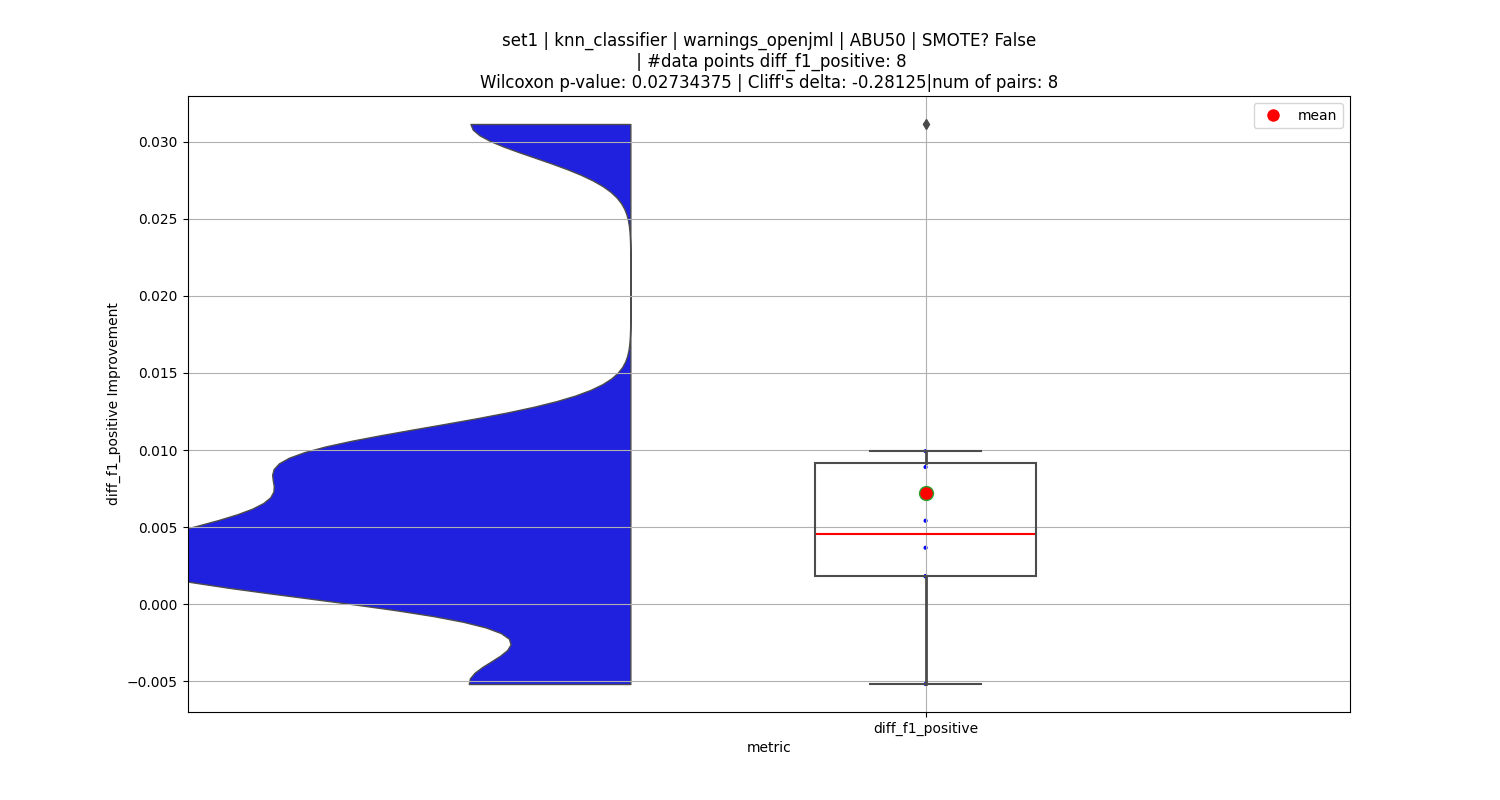 set1 | knn_classifier | warnings_openjml | ABU50 | SMOTE? False
| #data points diff_f1_positive: 8
Wilcoxon p-value: 0.02734375 | Cliff's delta: -0.28125|num of pairs: 8
mean
0.030
0.025
0.020
0.015
0.010
0.005
0.000
−0.005
diff_f1_positive Improvement
diff_f1_positive
metric